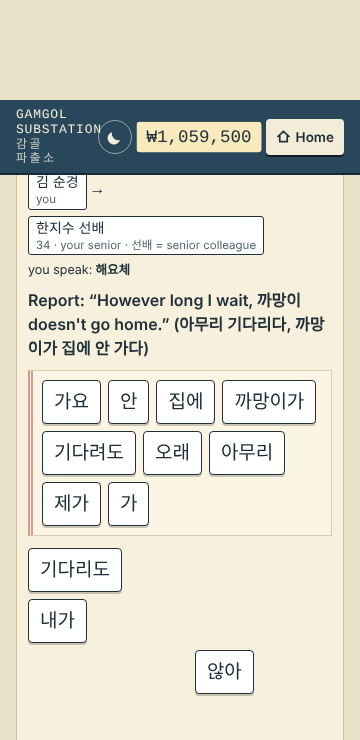 GAMGOL
SUBSTATION
감골
파출소
₩1,059,500
Home
김 순경
you
→
한지수 선배
34 · your senior · 선배 = senior colleague
you speak: 해요체
Report: “However long I wait, 까망이
doesn't go home.” (아무리 기다리다, 까망
이가 집에 안 가다)
가요 안 집에 까망이가
기다려도 오래 아무리
제가 가
기다리도
내가
않아